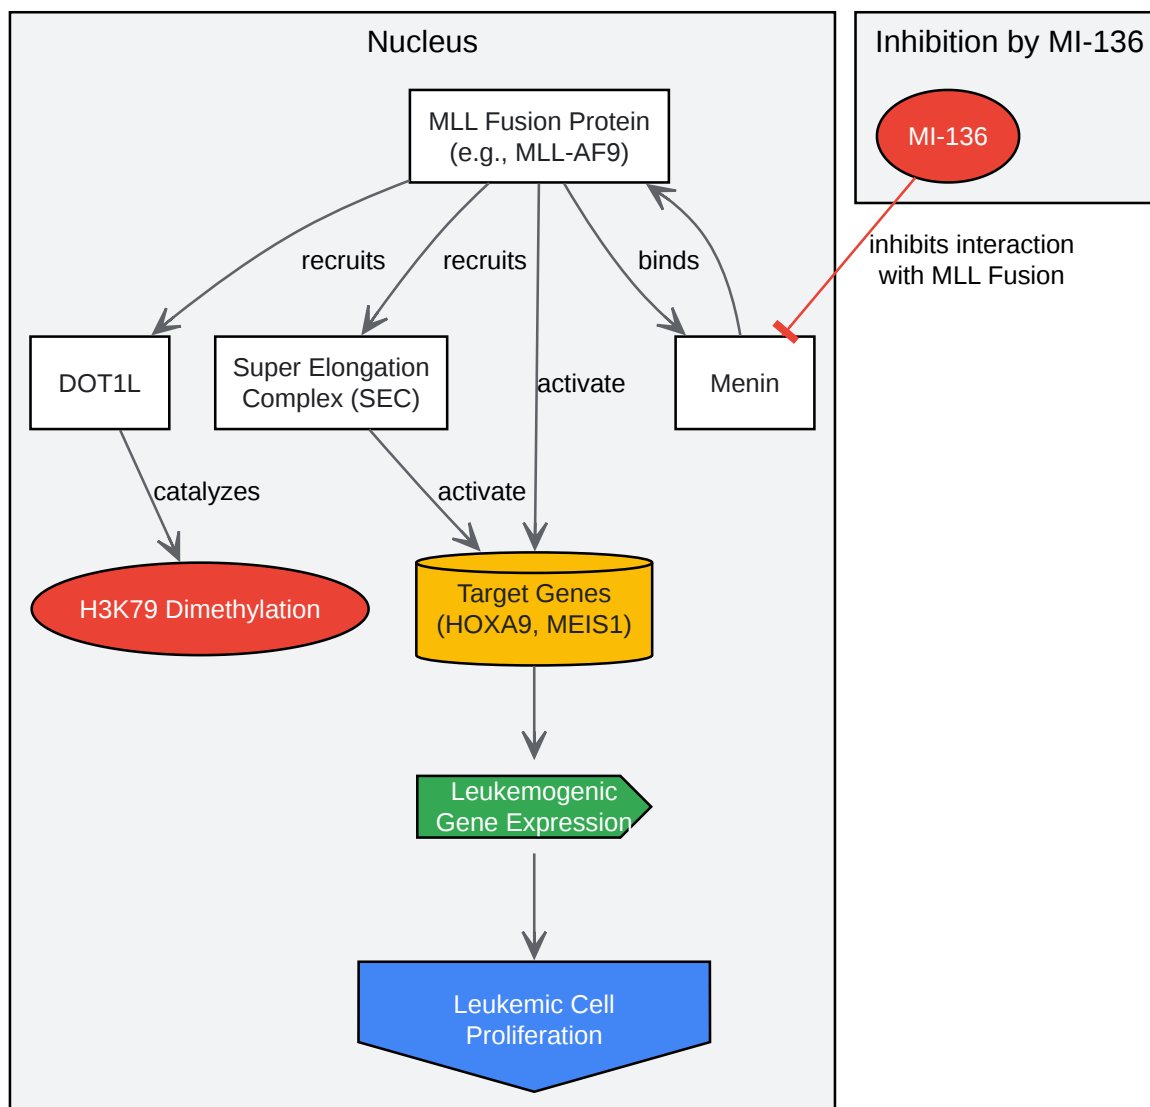 Nucleus
Inhibition by MI-136
MLL Fusion Protein
(e.g., MLL-AF9)
MI-136
recruits
recruits
binds
inhibits interaction
with MLL Fusion
DOT1L
Super Elongation
Complex (SEC)
activate
Menin
catalyzes
activate
H3K79 Dimethylation
Target Genes
(HOXA9, MEIS1)
Leukemogenic
Gene Expression
Leukemic Cell
Proliferation